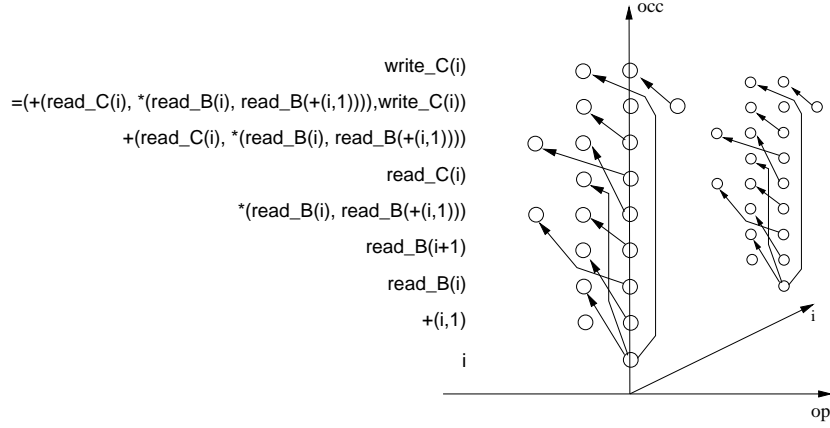 occ
write_C(i)
=(+(read_C(i), *(read_B(i), read_B(+(i,1)))),write_C(i))
+(read_C(i), *(read_B(i), read_B(+(i,1))))
read_C(i)
*(read_B(i), read_B(+(i,1)))
read_B(i+1)
read_B(i)
+(i,1)
i
i
op